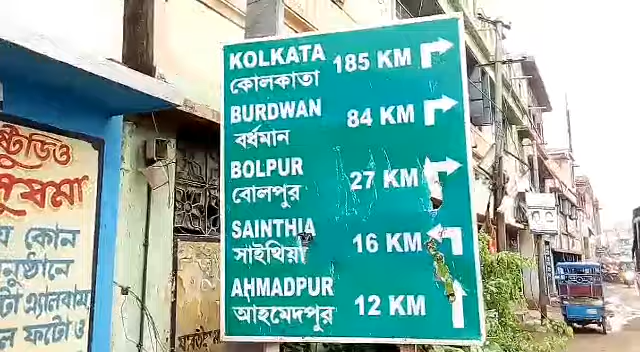 KOLKATA 185 KM
কোলকাতা
BURDWAN 84 KM
বর্ধমান
BOLPUR 27 KM
বোলপুর
SAINTHIA 16 KM
সাইথিয়া
AHMADPUR 12 KM
আহমেদপুর
স্টুডিও
সুষমা
কোন
এ্যালবাম
ফটো ও